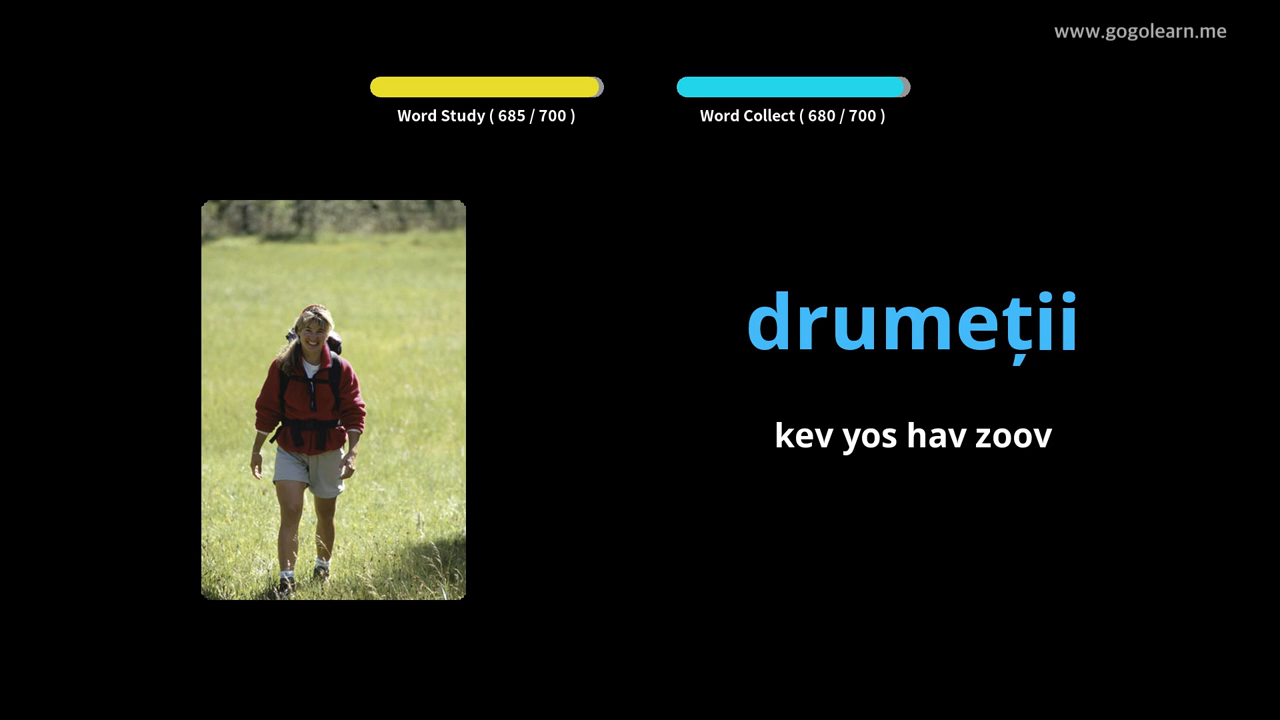 www.gogolearn.me
Word Study ( 685 / 700 )
Word Collect ( 680 / 700 )
drumeții
kev yos hav zoov